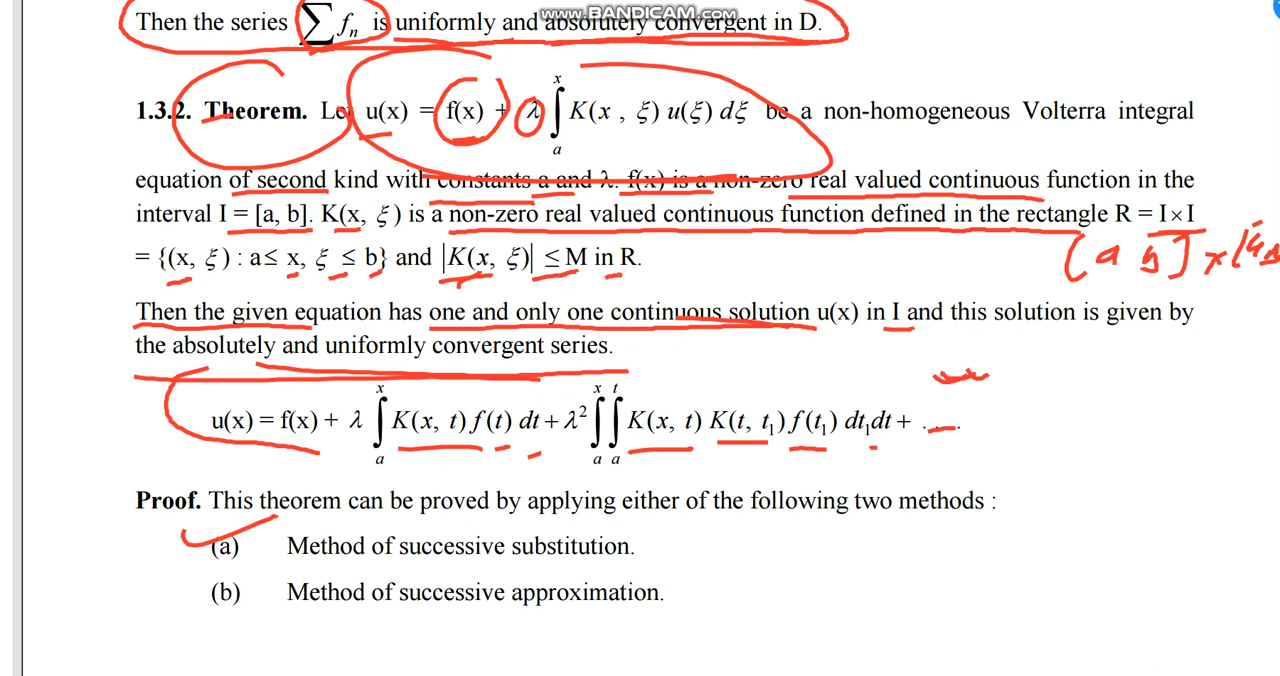 www.BANDICAM.com
Then the series ∑ fₙ is uniformly and absolutely convergent in D.
1.3.2. Theorem. Let u(x) = f(x) + λ ∫ₐˣ K(x , ξ) u(ξ) dξ be a non-homogeneous Volterra integral
equation of second kind with constants a and λ. f(x) is a non-zero real valued continuous function in the
interval I = [a, b]. K(x, ξ) is a non-zero real valued continuous function defined in the rectangle R = I×I
= {(x, ξ) : a≤ x, ξ ≤ b} and |K(x, ξ)| ≤ M in R.
[a b] ×
Then the given equation has one and only one continuous solution u(x) in I and this solution is given by
the absolutely and uniformly convergent series.
u(x) = f(x) + λ ∫ₐˣ K(x, t) f(t) dt + λ² ∫ₐˣ ∫ₐᵗ K(x, t) K(t, t₁) f(t₁) dt₁dt + .....
Proof. This theorem can be proved by applying either of the following two methods :
(a) Method of successive substitution.
(b) Method of successive approximation.